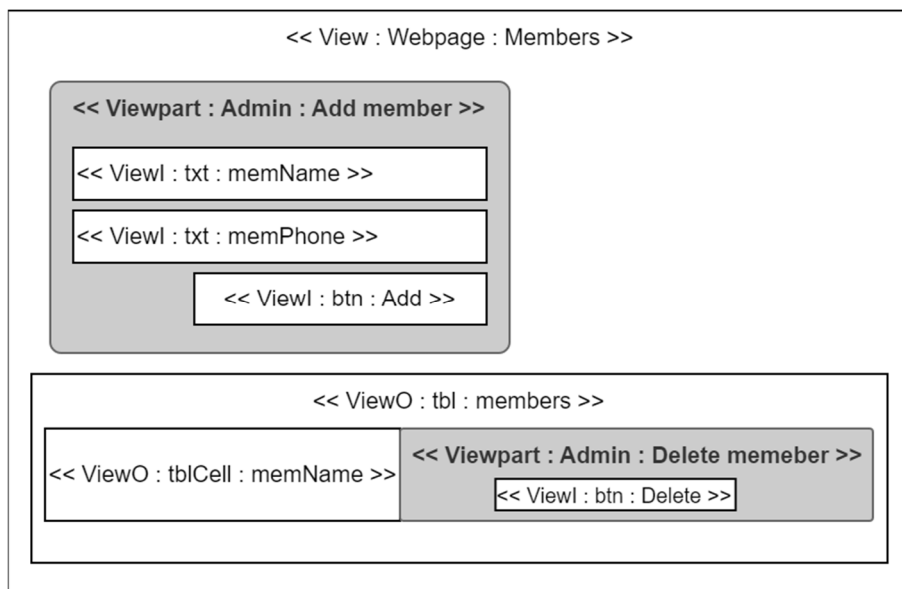 << View : Webpage : Members >>
<< Viewpart : Admin : Add member >>
<< ViewI : txt : memName >>
<< ViewI : txt : memPhone >>
<< ViewI : btn : Add >>
<< ViewO : tbl : members >>
<< ViewO : tblCell : memName >>
<< Viewpart : Admin : Delete memeber >>
<< ViewI : btn : Delete >>